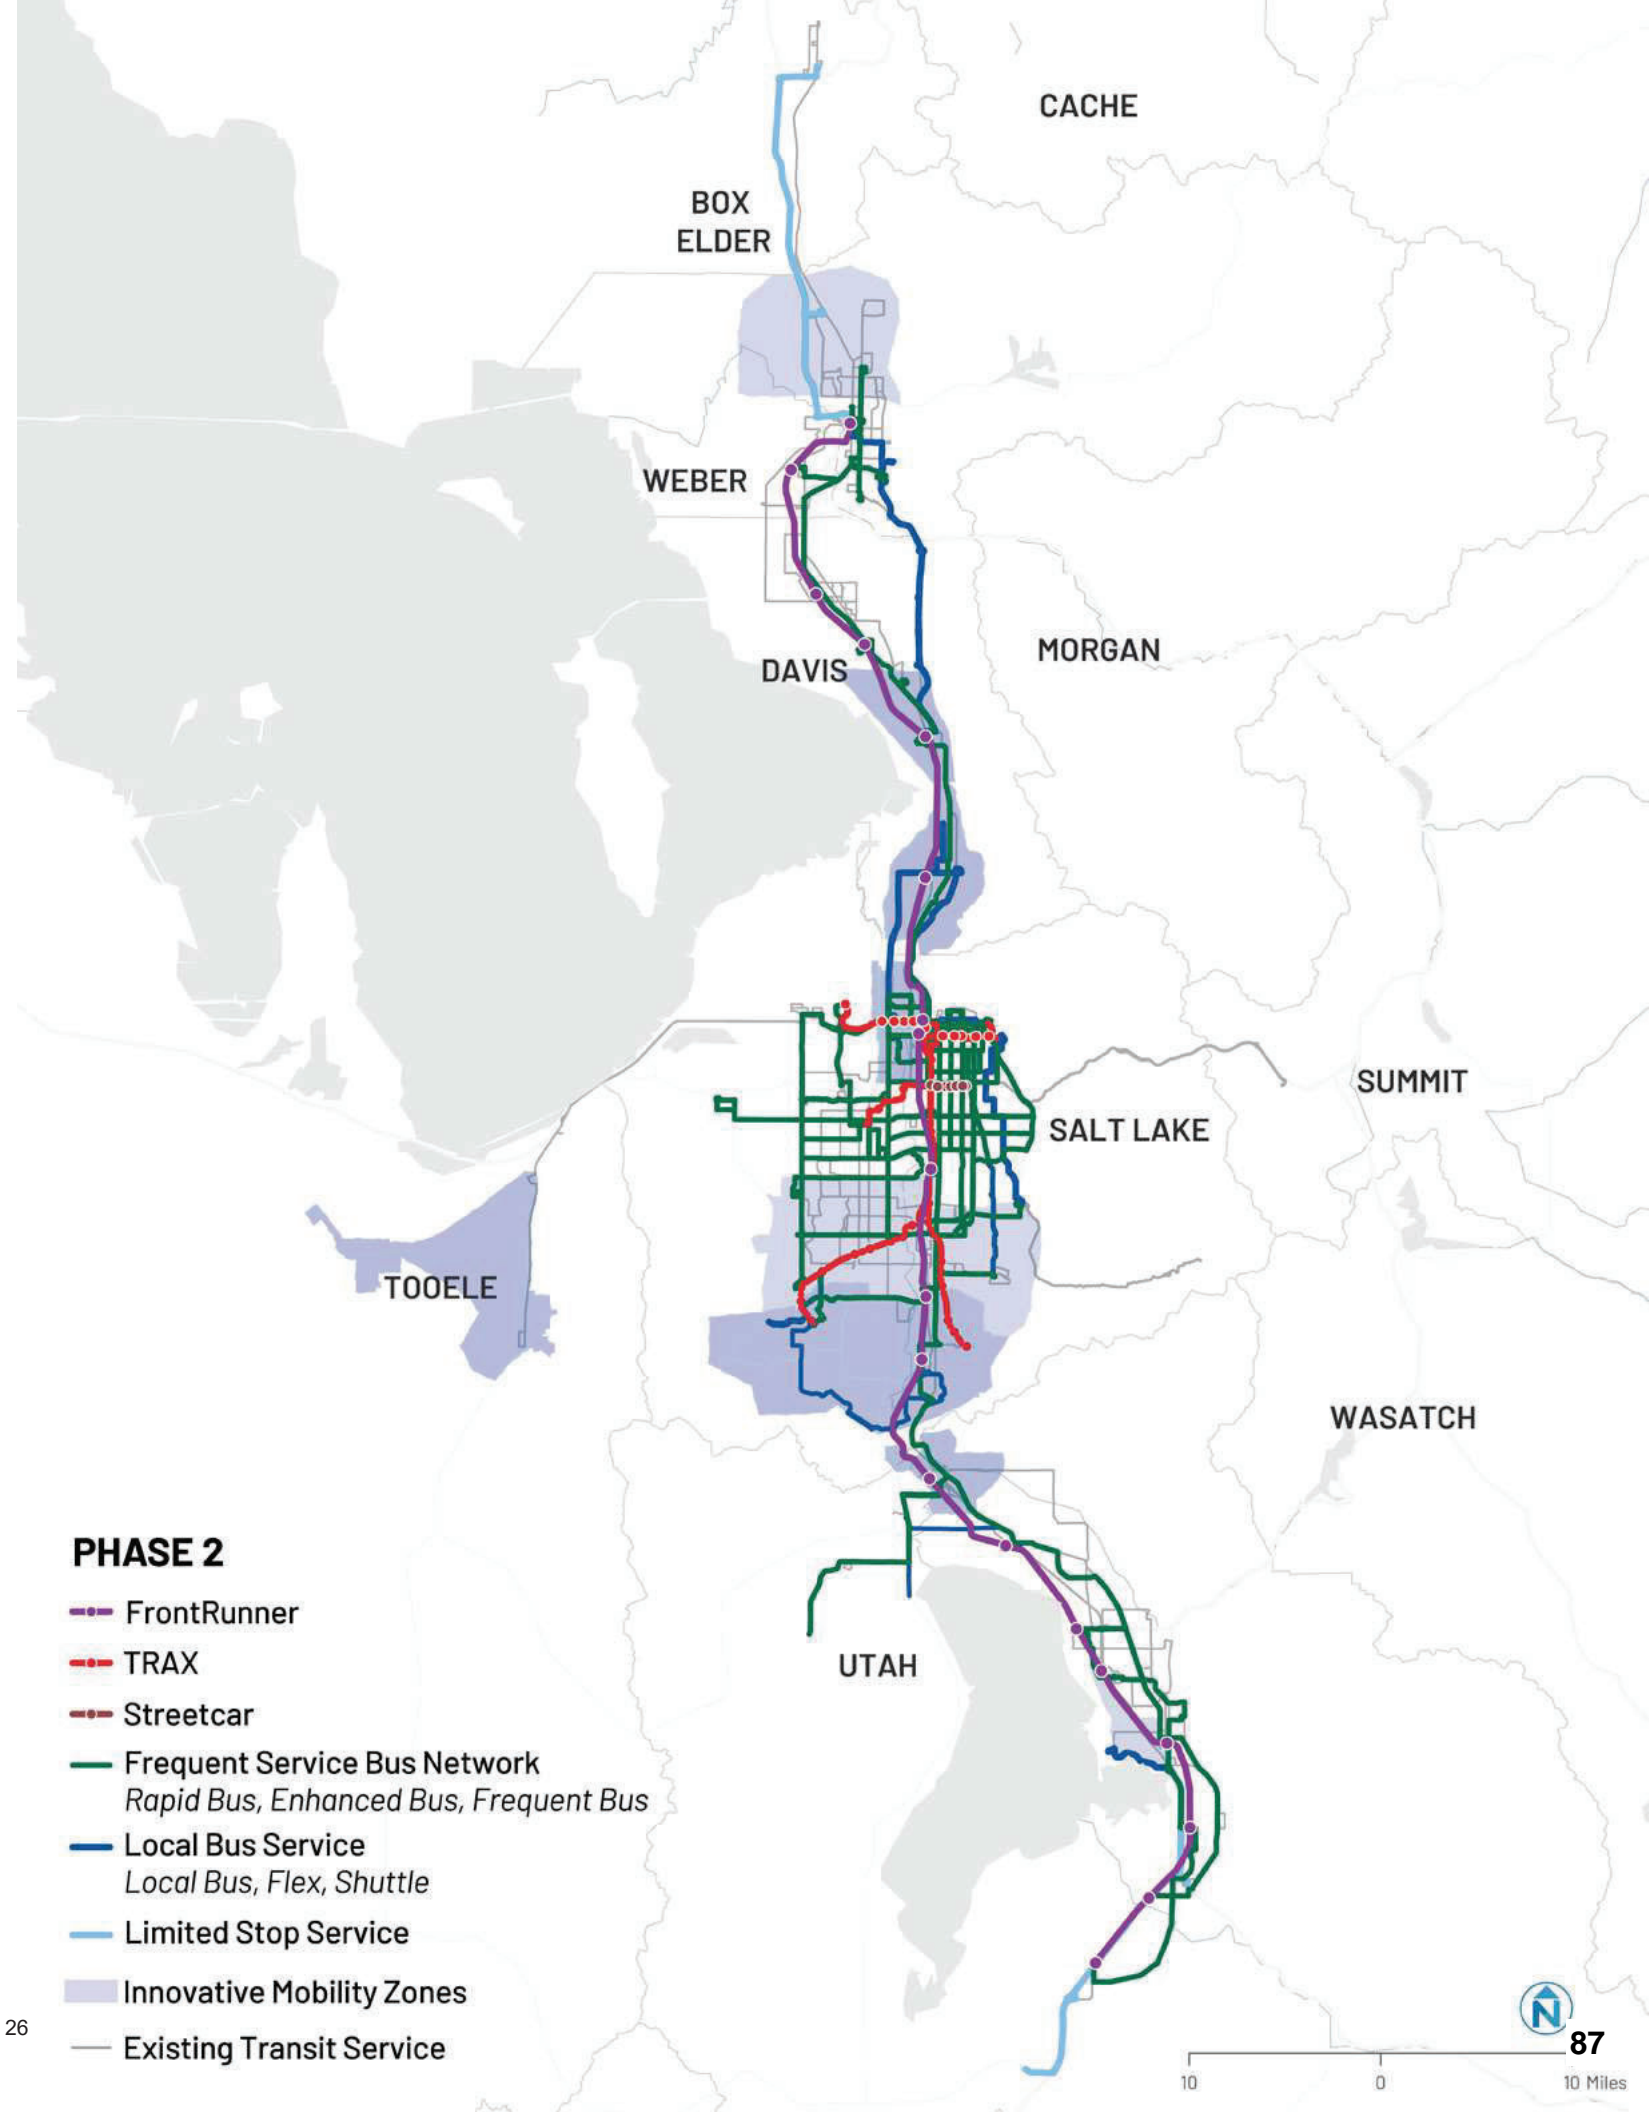 CACHE
BOX
ELDER
WEBER
MORGAN
DAVIS
SUMMIT
SALT LAKE
TOOELE
WASATCH
UTAH
PHASE 2
FrontRunner
TRAX
Streetcar
Frequent Service Bus Network
Rapid Bus, Enhanced Bus, Frequent Bus
Local Bus Service
Local Bus, Flex, Shuttle
Limited Stop Service
Innovative Mobility Zones
Existing Transit Service
26
N
87
10 0 10 Miles